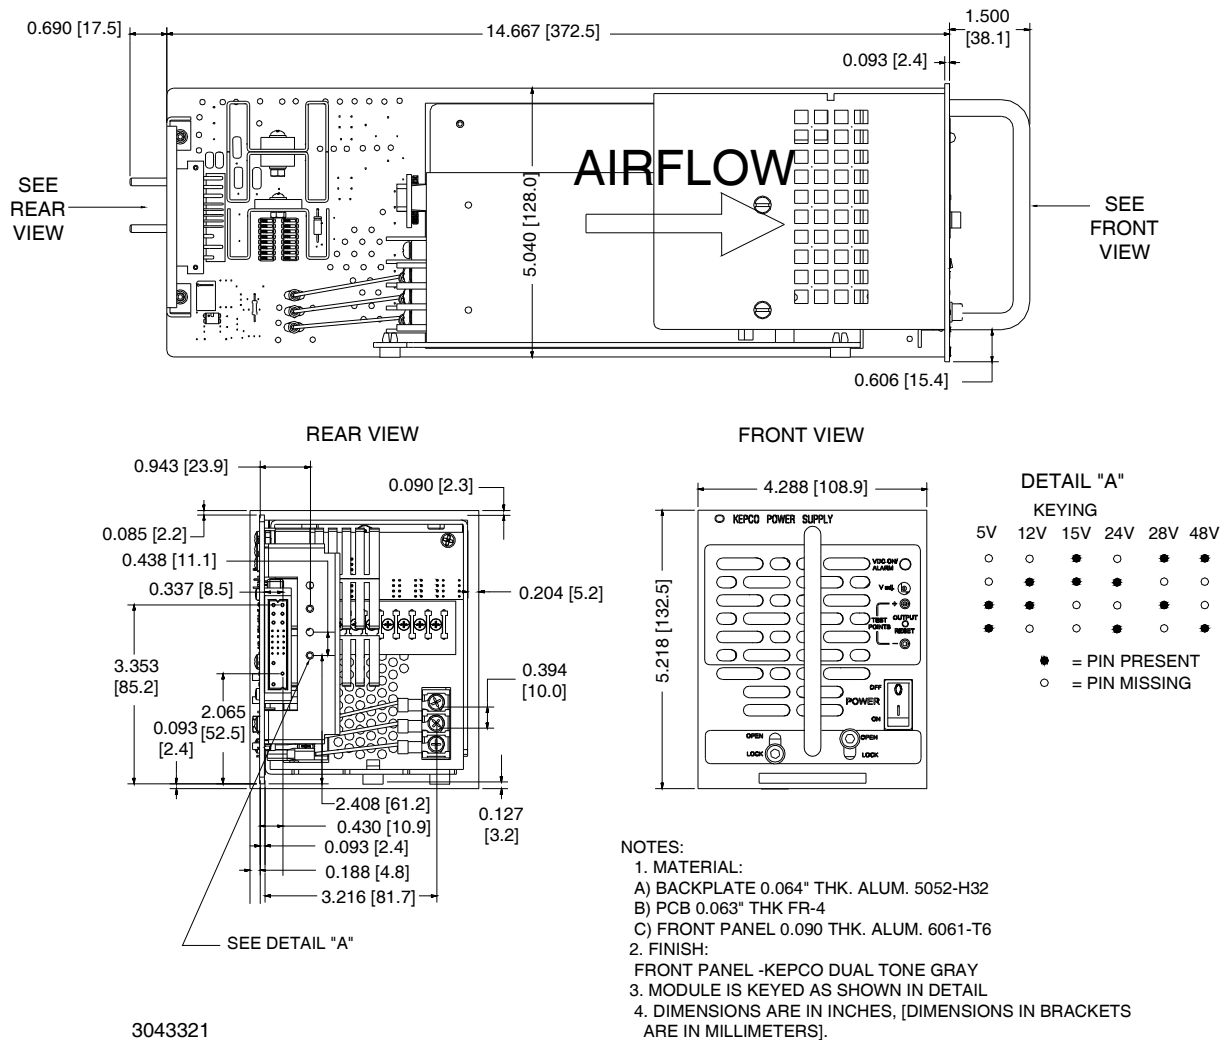 0.690 [17.5]
14.667 [372.5]
1.500
[38.1]
0.093 [2.4]
SEE
REAR
VIEW
AIRFLOW
5.040 [128.0]
SEE
FRONT
VIEW
0.606 [15.4]
REAR VIEW
0.943 [23.9]
0.090 [2.3]
0.085 [2.2]
0.438 [11.1]
0.337 [8.5]
0.204 [5.2]
3.353
[85.2]
0.394
[10.0]
2.065
[52.5]
0.093
[2.4]
2.408 [61.2]
0.430 [10.9]
0.093 [2.4]
0.188 [4.8]
3.216 [81.7]
0.127
[3.2]
SEE DETAIL "A"
3043321
FRONT VIEW
4.288 [108.9]
5.218 [132.5]
KEPCO POWER SUPPLY
VDC ON/
ALARM
V adj.
+
TEST
POINTS
OUTPUT
RESET
−
OFF
POWER
ON
OPEN
LOCK
OPEN
LOCK
DETAIL "A"
KEYING
5V 12V 15V 24V 28V 48V
= PIN PRESENT
= PIN MISSING
NOTES:
1. MATERIAL:
A) BACKPLATE 0.064" THK. ALUM. 5052-H32
B) PCB 0.063" THK FR-4
C) FRONT PANEL 0.090 THK. ALUM. 6061-T6
2. FINISH:
FRONT PANEL -KEPCO DUAL TONE GRAY
3. MODULE IS KEYED AS SHOWN IN DETAIL
4. DIMENSIONS ARE IN INCHES, [DIMENSIONS IN BRACKETS
ARE IN MILLIMETERS].